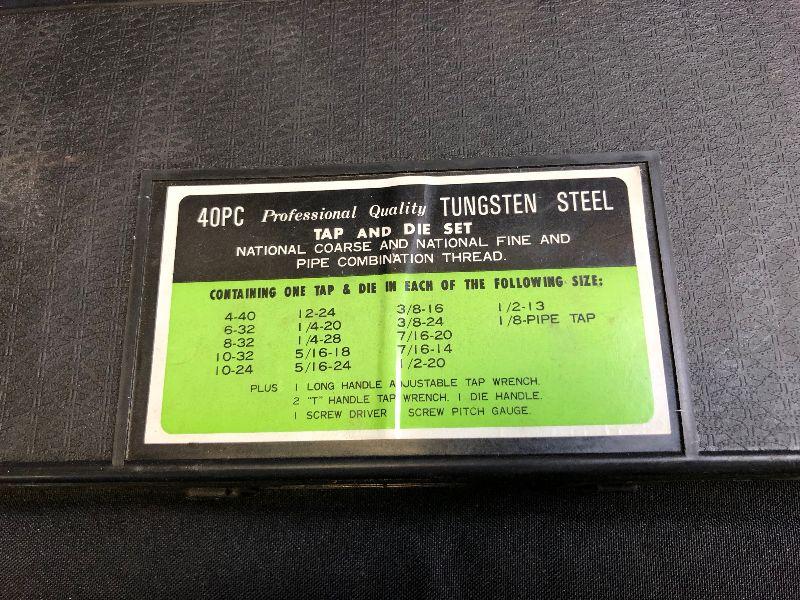 40PC Professional Quality TUNGSTEN STEEL
TAP AND DIE SET
NATIONAL COARSE AND NATIONAL FINE AND
PIPE COMBINATION THREAD.
CONTAINING ONE TAP & DIE IN EACH OF THE FOLLOWING SIZE:
4-40 12-24 3/8-16 1/2-13
6-32 1/4-20 3/8-24 1/8-PIPE TAP
8-32 1/4-28 7/16-20
10-32 5/16-18 7/16-14
10-24 5/16-24 1/2-20
PLUS 1 LONG HANDLE ADJUSTABLE TAP WRENCH.
2 "T" HANDLE TAP WRENCH. 1 DIE HANDLE.
1 SCREW DRIVER SCREW PITCH GAUGE.